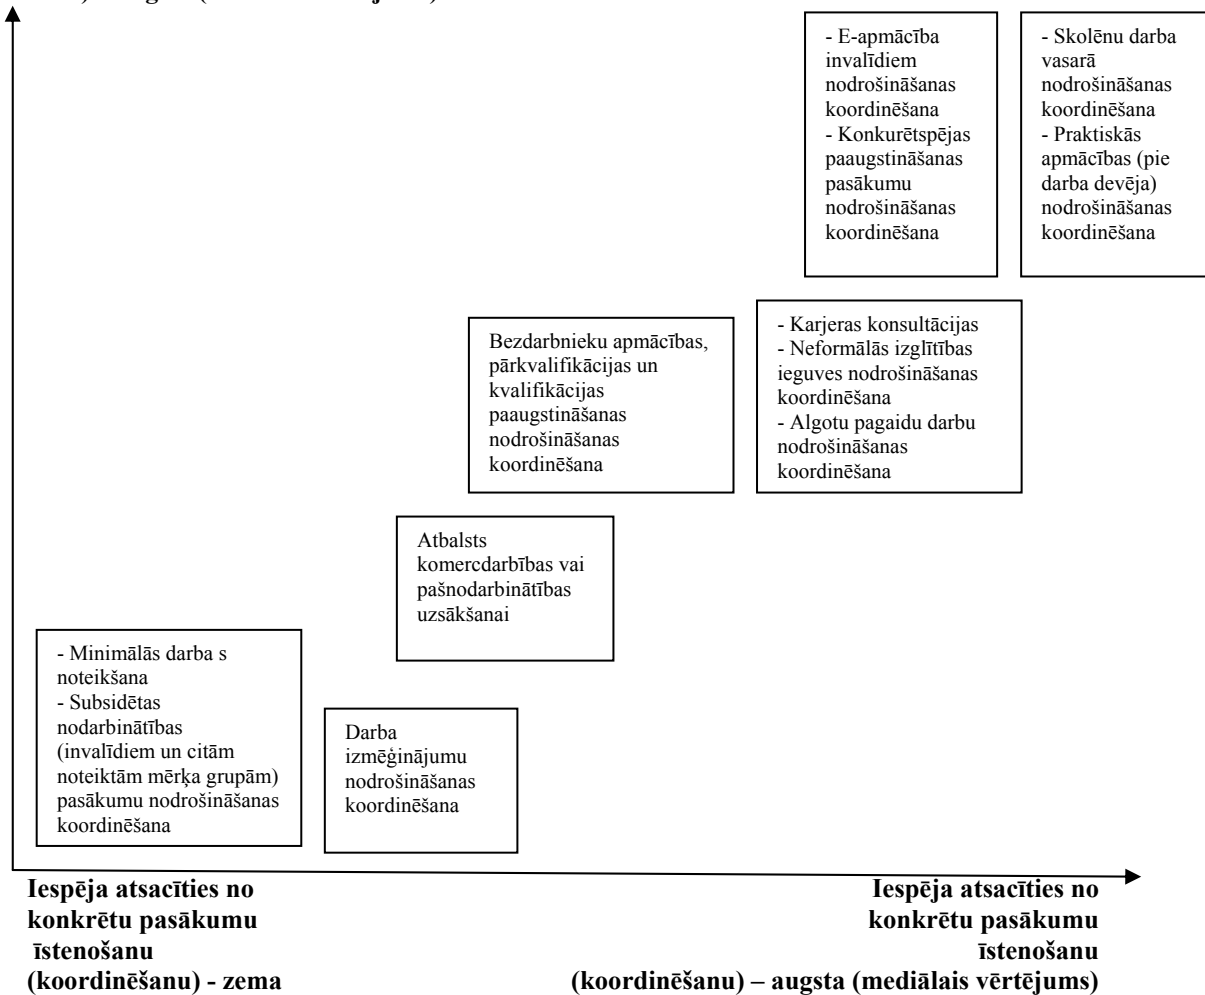 - E-apmācība
invalīdiem
nodrošināšanas
koordinēšana
- Konkurētspējas
paaugstināšanas
pasākumu
nodrošināšanas
koordinēšana
- Skolēnu darba
vasarā
nodrošināšanas
koordinēšana
- Praktiskās
apmācības (pie
darba devēja)
nodrošināšanas
koordinēšana
Bezdarbnieku apmācības,
pārkvalifikācijas un
kvalifikācijas
paaugstināšanas
nodrošināšanas
koordinēšana
- Karjeras konsultācijas
- Neformālās izglītības
ieguves nodrošināšanas
koordinēšana
- Algotu pagaidu darbu
nodrošināšanas
koordinēšana
Atbalsts
komercdarbības vai
pašnodarbinātības
uzsākšanai
- Minimālās darba s
noteikšana
- Subsidētas
nodarbinātības
(invalīdiem un citām
noteiktām mērķa grupām)
pasākumu nodrošināšanas
koordinēšana
Darba
izmēģinājumu
nodrošināšanas
koordinēšana
Iespēja atsacīties no
konkrētu pasākumu
īstenošanu
(koordinēšanu) - zema
Iespēja atsacīties no
konkrētu pasākumu
īstenošanu
(koordinēšanu) – augsta (mediālais vērtējums)